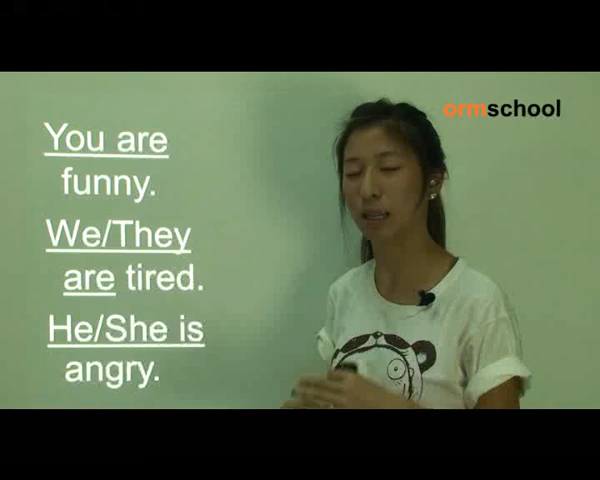 ormschool
You are
funny.
We/They
are tired.
He/She is
angry.